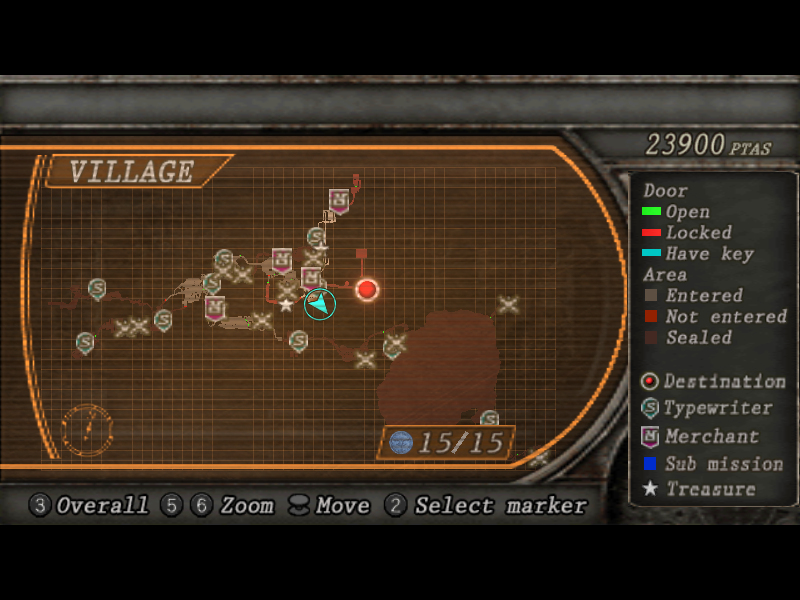 VILLAGE
23900 PTAS
Door
Open
Locked
Have key
Area
Entered
Not entered
Sealed
Destination
Typewriter
Merchant
Sub mission
Treasure
15/15
3 Overall 5 6 Zoom Move 2 Select marker